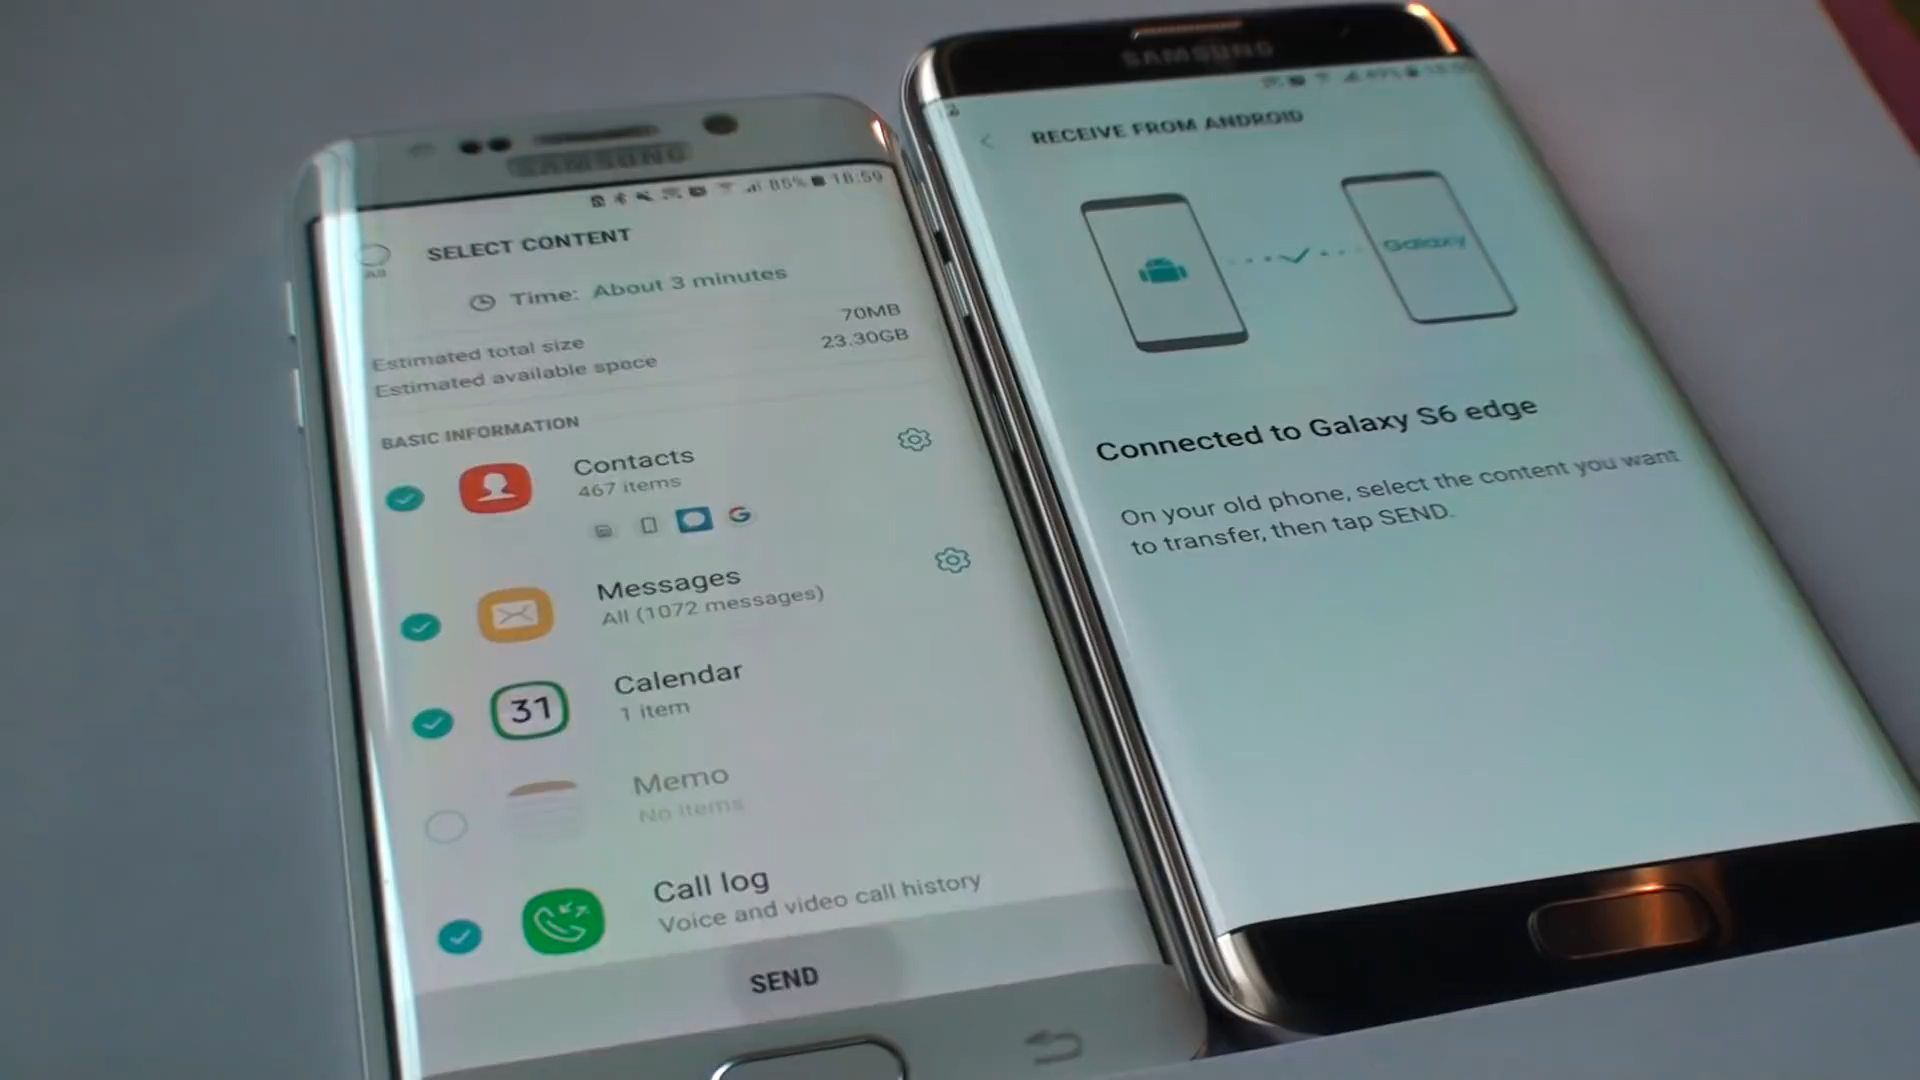 SAMSUNG
85% 18:59
SELECT CONTENT
All
Time: About 3 minutes
Estimated total size 70MB
Estimated available space 23.30GB
BASIC INFORMATION
Contacts
467 items
G
Messages
All (1072 messages)
31
Calendar
1 item
Memo
No items
Call log
Voice and video call history
SEND
SAMSUNG
49%
RECEIVE FROM ANDROID
Galaxy
Connected to Galaxy S6 edge
On your old phone, select the content you want
to transfer, then tap SEND.